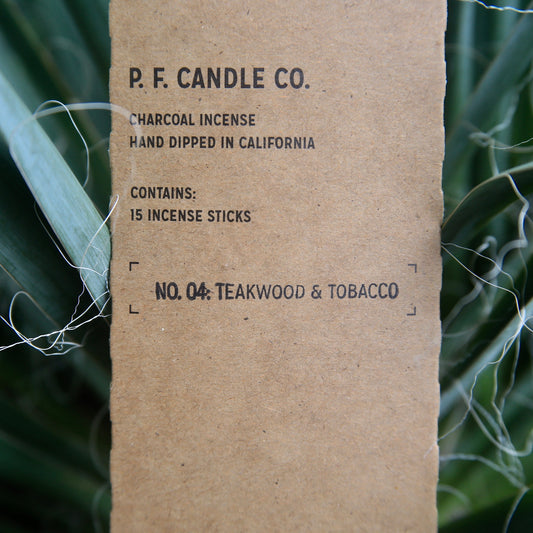 P. F. CANDLE CO.
CHARCOAL INCENSE
HAND DIPPED IN CALIFORNIA
CONTAINS:
15 INCENSE STICKS
NO. 04: TEAKWOOD & TOBACCO